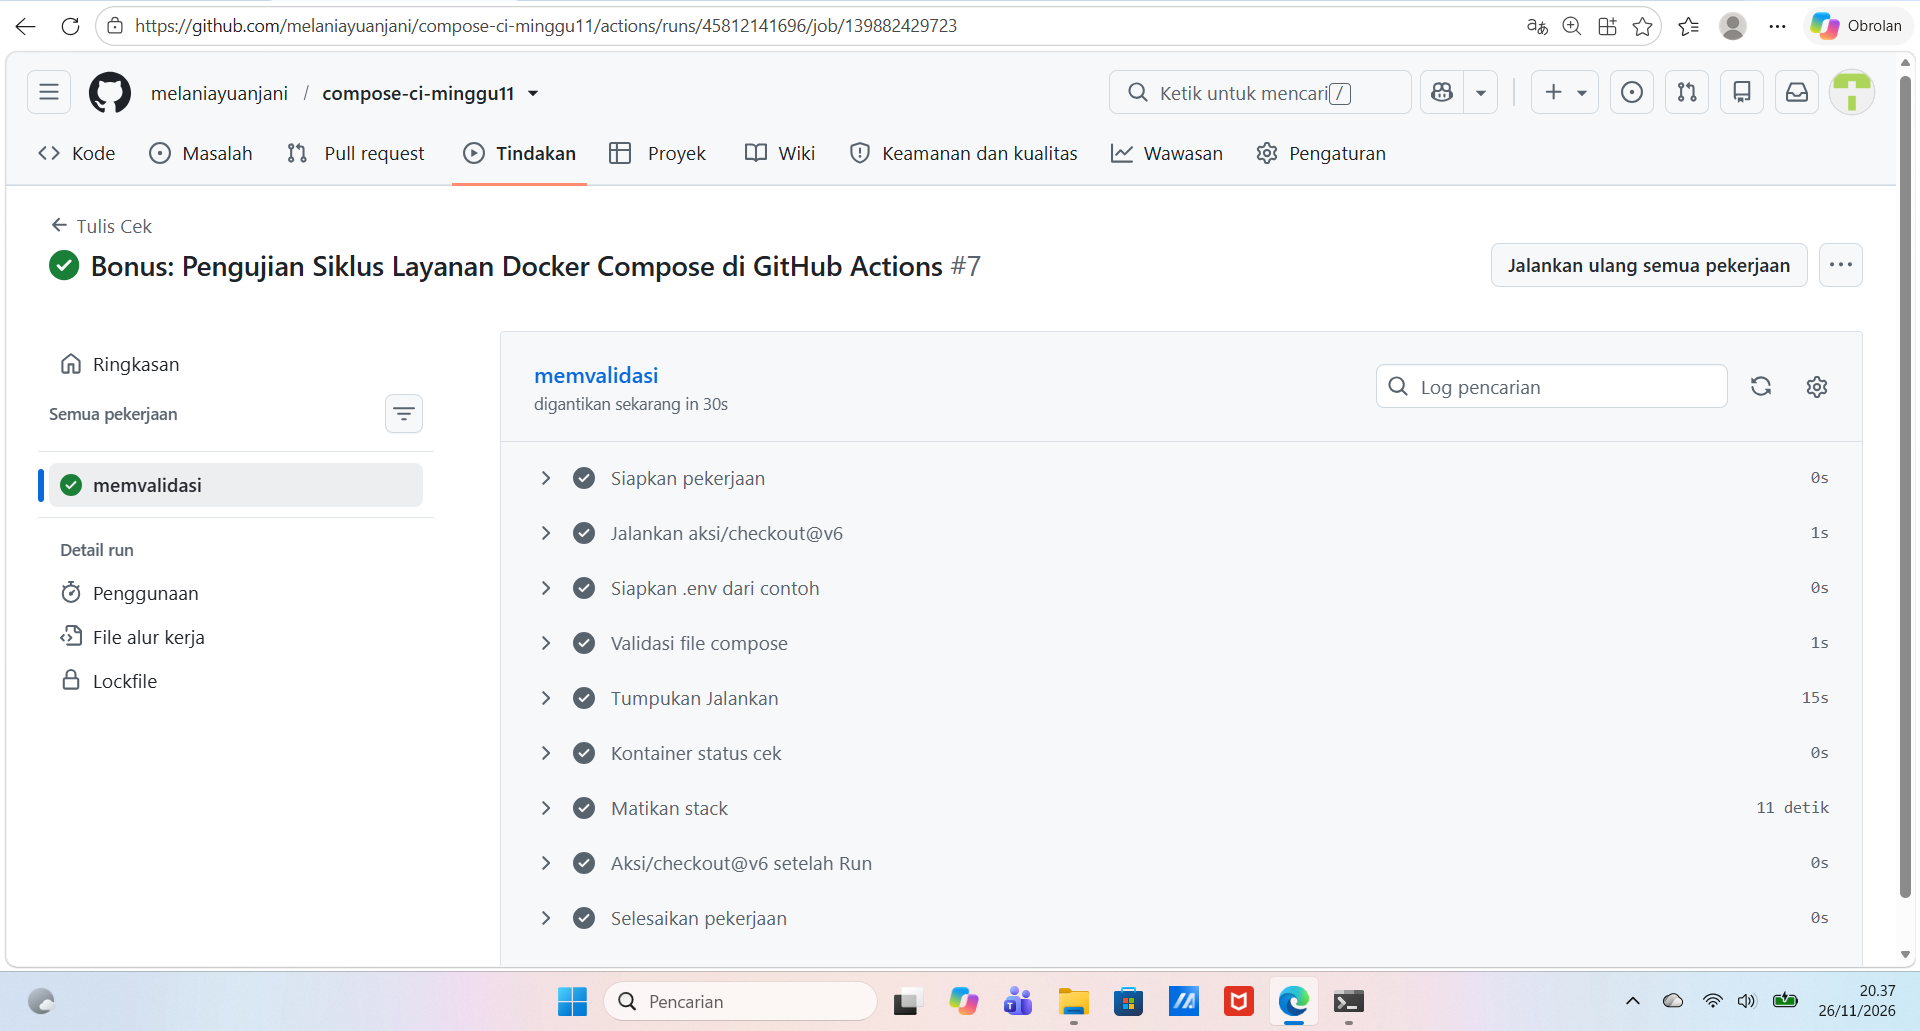 https://github.com/melaniayuanjani/compose-ci-minggu11/actions/runs/45812141696/job/139882429723
Obrolan
melaniayuanjani / compose-ci-minggu11
Ketik untuk mencari /
Kode
Masalah
Pull request
Tindakan
Proyek
Wiki
Keamanan dan kualitas
Wawasan
Pengaturan
Tulis Cek
Bonus: Pengujian Siklus Layanan Docker Compose di GitHub Actions #7
Jalankan ulang semua pekerjaan
Ringkasan
Semua pekerjaan
memvalidasi
Detail run
Penggunaan
File alur kerja
Lockfile
memvalidasi
digantikan sekarang in 30s
Log pencarian
Siapkan pekerjaan 0s
Jalankan aksi/checkout@v6 1s
Siapkan .env dari contoh 0s
Validasi file compose 1s
Tumpukan Jalankan 15s
Kontainer status cek 0s
Matikan stack 11 detik
Aksi/checkout@v6 setelah Run 0s
Selesaikan pekerjaan 0s
Pencarian
20.37
26/11/2026